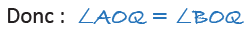 Donc : ∠AOQ = ∠BOQ